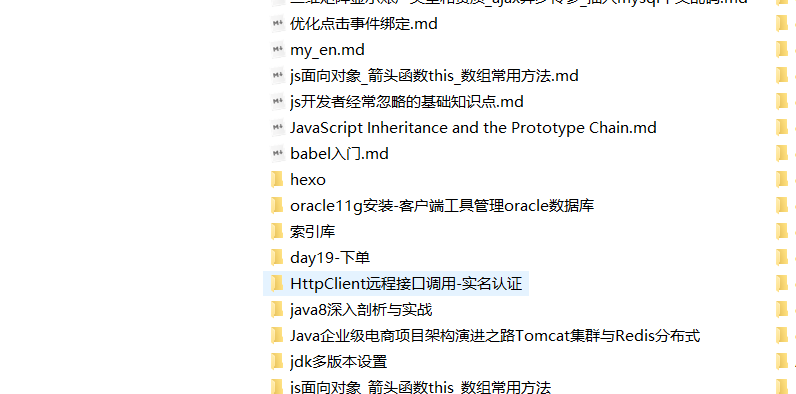 优化点击事件绑定.md
my_en.md
js面向对象_箭头函数this_数组常用方法.md
js开发者经常忽略的基础知识点.md
JavaScript Inheritance and the Prototype Chain.md
babel入门.md
hexo
oracle11g安装-客户端工具管理oracle数据库
索引库
day19-下单
HttpClient远程接口调用-实名认证
java8深入剖析与实战
Java企业级电商项目架构演进之路Tomcat集群与Redis分布式
jdk多版本设置
js面向对象_箭头函数this_数组常用方法